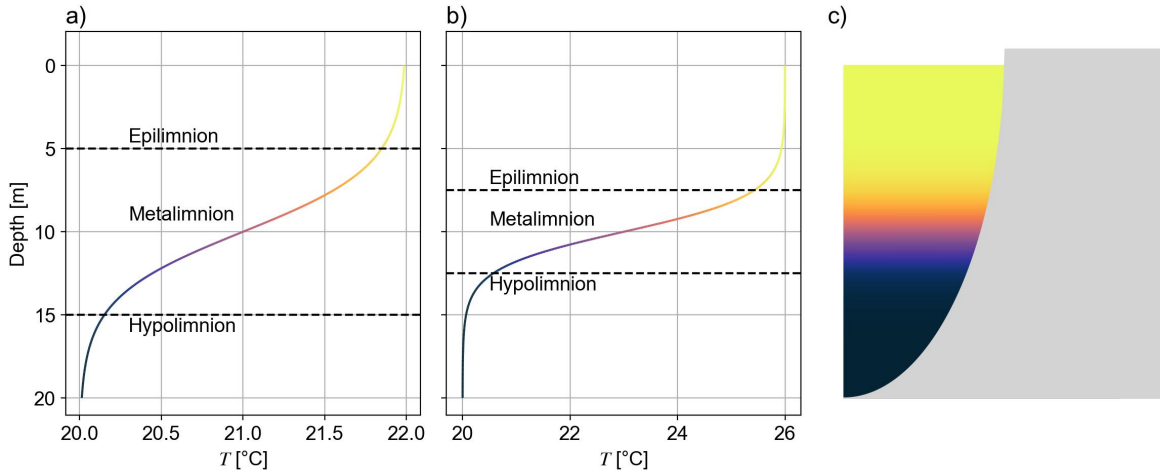 a)
b)
c)
0
5
10
15
20
Depth [m]
Epilimnion
Metalimnion
Hypolimnion
20.0 20.5 21.0 21.5 22.0
T [°C]
Epilimnion
Metalimnion
Hypolimnion
20 22 24 26
T [°C]